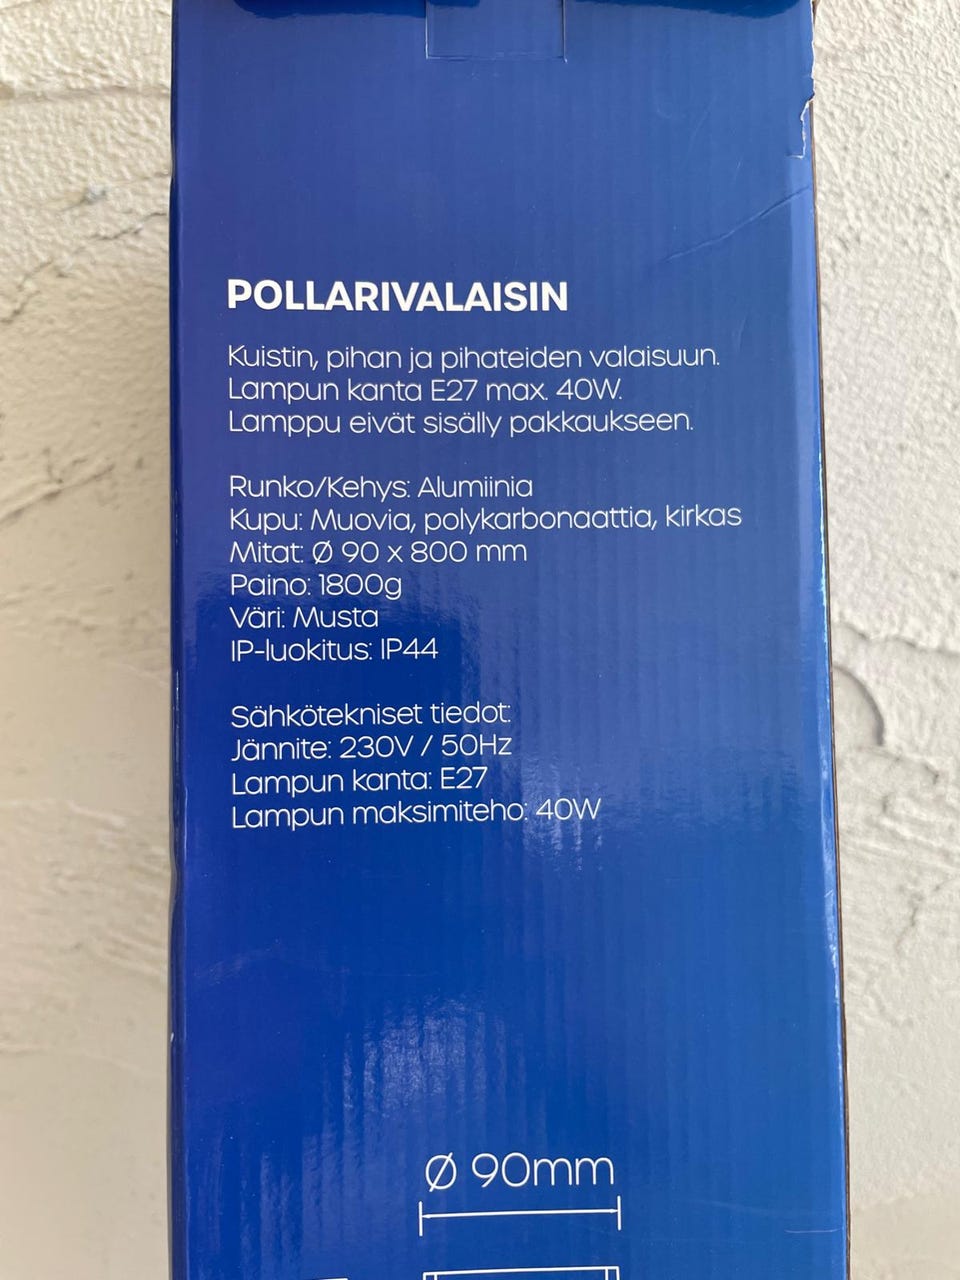 POLLARIVALAISIN
Kuistin, pihan ja pihateiden valaisuun.
Lampun kanta E27 max. 40W.
Lamppu eivät sisälly pakkaukseen.
Runko/Kehys: Alumiinia
Kupu: Muovia, polykarbonaattia, kirkas
Mitat: Ø 90 x 800 mm
Paino: 1800g
Väri: Musta
IP-luokitus: IP44
Sähkötekniset tiedot:
Jännite: 230V / 50Hz
Lampun kanta: E27
Lampun maksimiteho: 40W
Ø 90mm